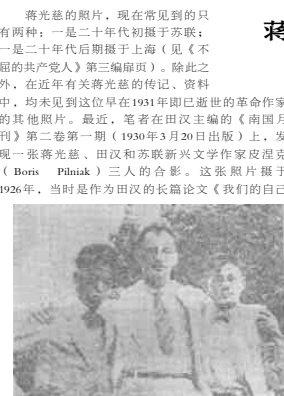 蒋光慈的照片，现在常见到的只
有两种：一是二十年代初摄于苏联；
一是二十年代后期摄于上海（见《不
屈的共产党人》第三编扉页）。除此之
外，在近年有关蒋光慈的传记、资料
中，均未见到这位早在1931年即已逝世的革命作家
的其他照片。最近，笔者在田汉主编的《南国月
刊》第二卷第一期（1930年3月20日出版）上，发
现一张蒋光慈、田汉和苏联新兴文学作家皮涅克
（Boris Pilniak）三人的合影。这张照片摄于
1926年，当时是作为田汉的长篇论文《我们的自己